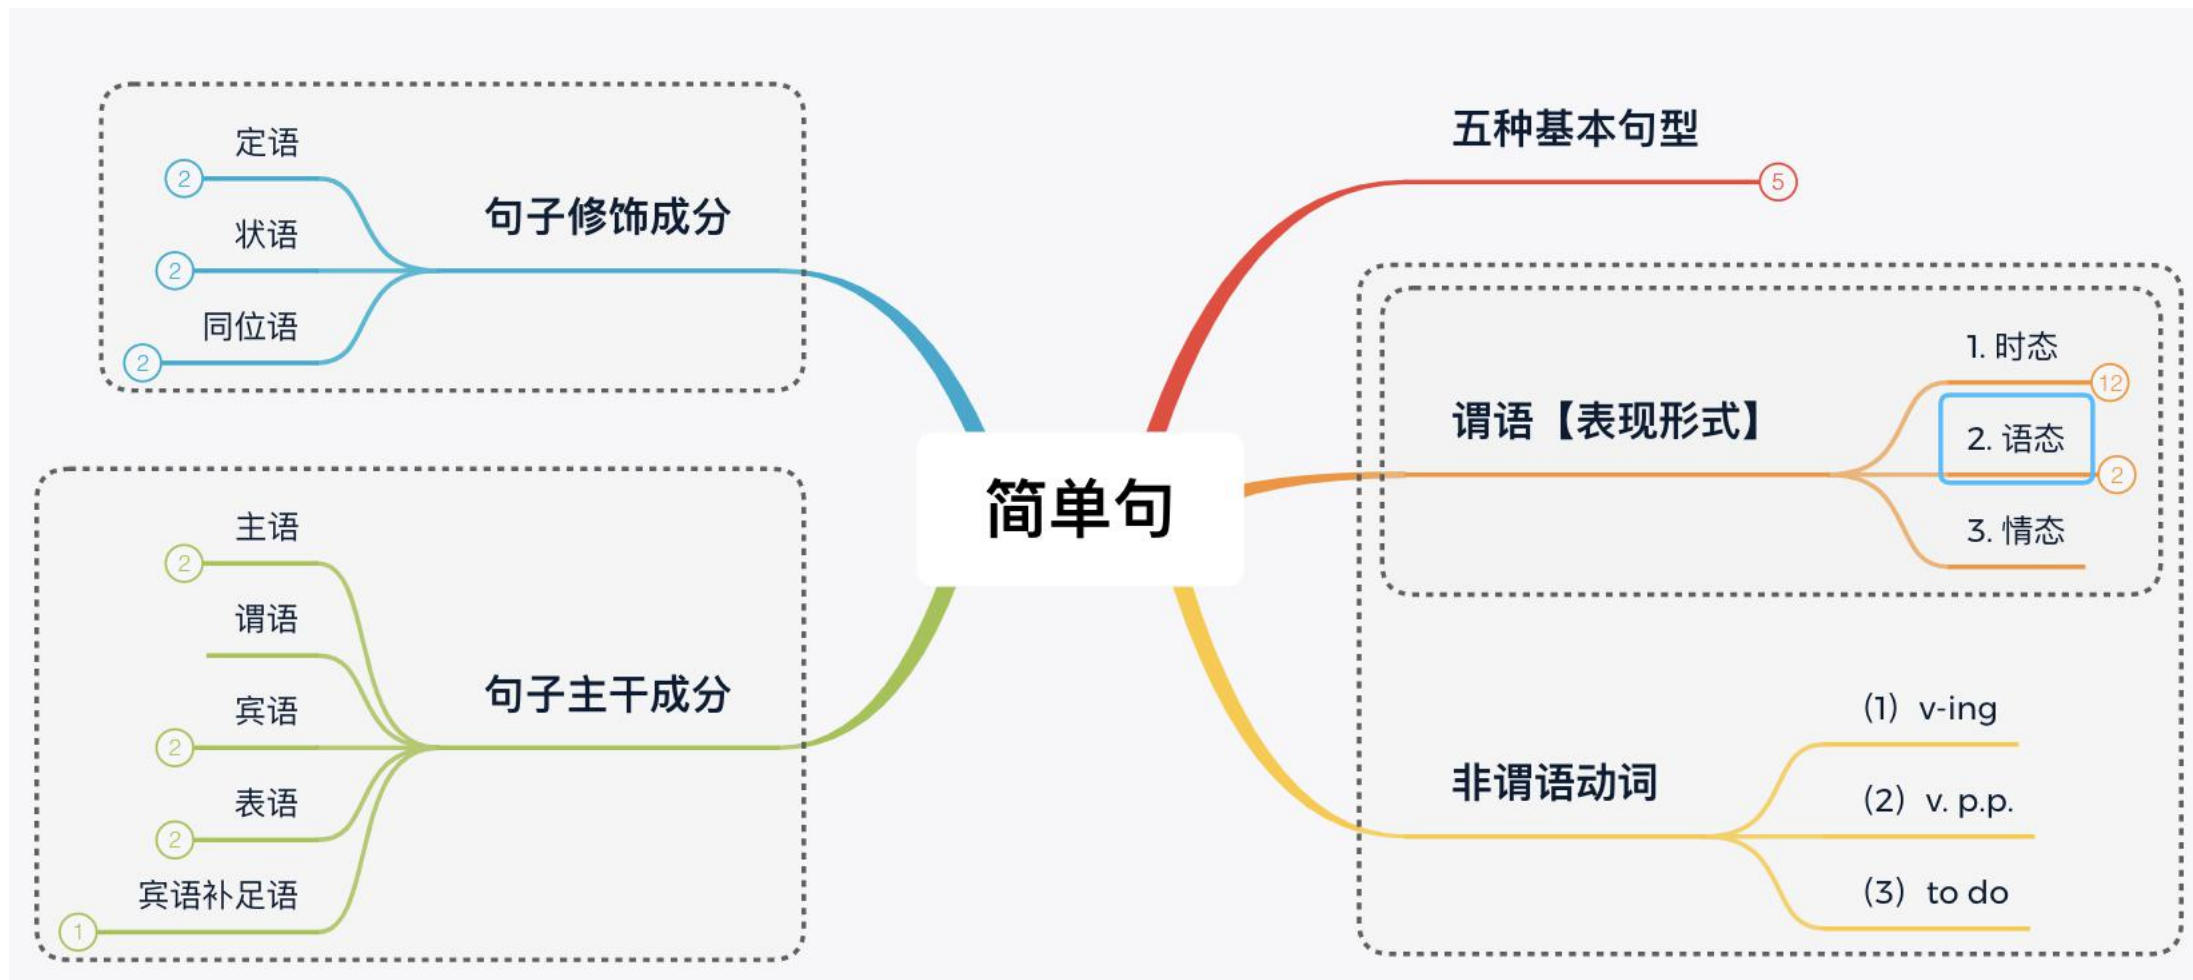 简单句
五种基本句型
5
谓语【表现形式】
1. 时态
12
2. 语态
2
3. 情态
非谓语动词
(1) v-ing
(2) v. p.p.
(3) to do
句子修饰成分
定语
2
状语
2
同位语
2
句子主干成分
主语
2
谓语
宾语
2
表语
2
宾语补足语
1